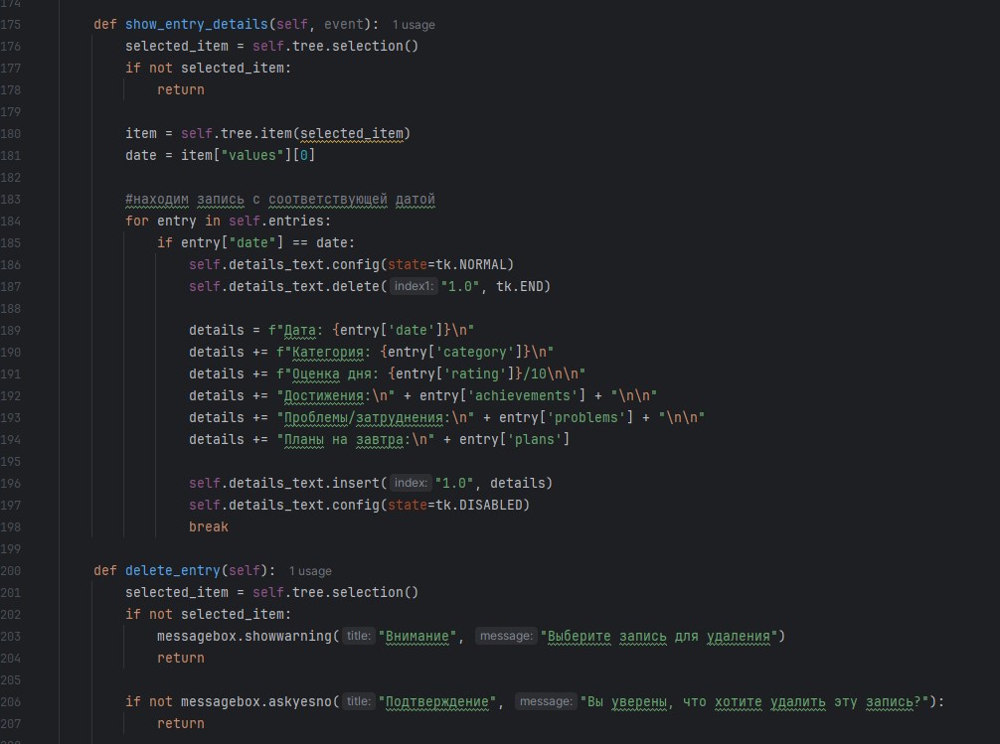 174
175 def show_entry_details(self, event): 1 usage
176 selected_item = self.tree.selection()
177 if not selected_item:
178 return
179
180 item = self.tree.item(selected_item)
181 date = item["values"][0]
182
183 #находим запись с соответствующей датой
184 for entry in self.entries:
185 if entry["date"] == date:
186 self.details_text.config(state=tk.NORMAL)
187 self.details_text.delete(index1: "1.0", tk.END)
188
189 details = f"Дата: {entry['date']}\n"
190 details += f"Категория: {entry['category']}\n"
191 details += f"Оценка дня: {entry['rating']}/10\n\n"
192 details += "Достижения:\n" + entry['achievements'] + "\n\n"
193 details += "Проблемы/затруднения:\n" + entry['problems'] + "\n\n"
194 details += "Планы на завтра:\n" + entry['plans']
195
196 self.details_text.insert(index: "1.0", details)
197 self.details_text.config(state=tk.DISABLED)
198 break
199
200 def delete_entry(self): 1 usage
201 selected_item = self.tree.selection()
202 if not selected_item:
203 messagebox.showwarning(title: "Внимание", message: "Выберите запись для удаления")
204 return
205
206 if not messagebox.askyesno(title: "Подтверждение", message: "Вы уверены, что хотите удалить эту запись?"):
207 return